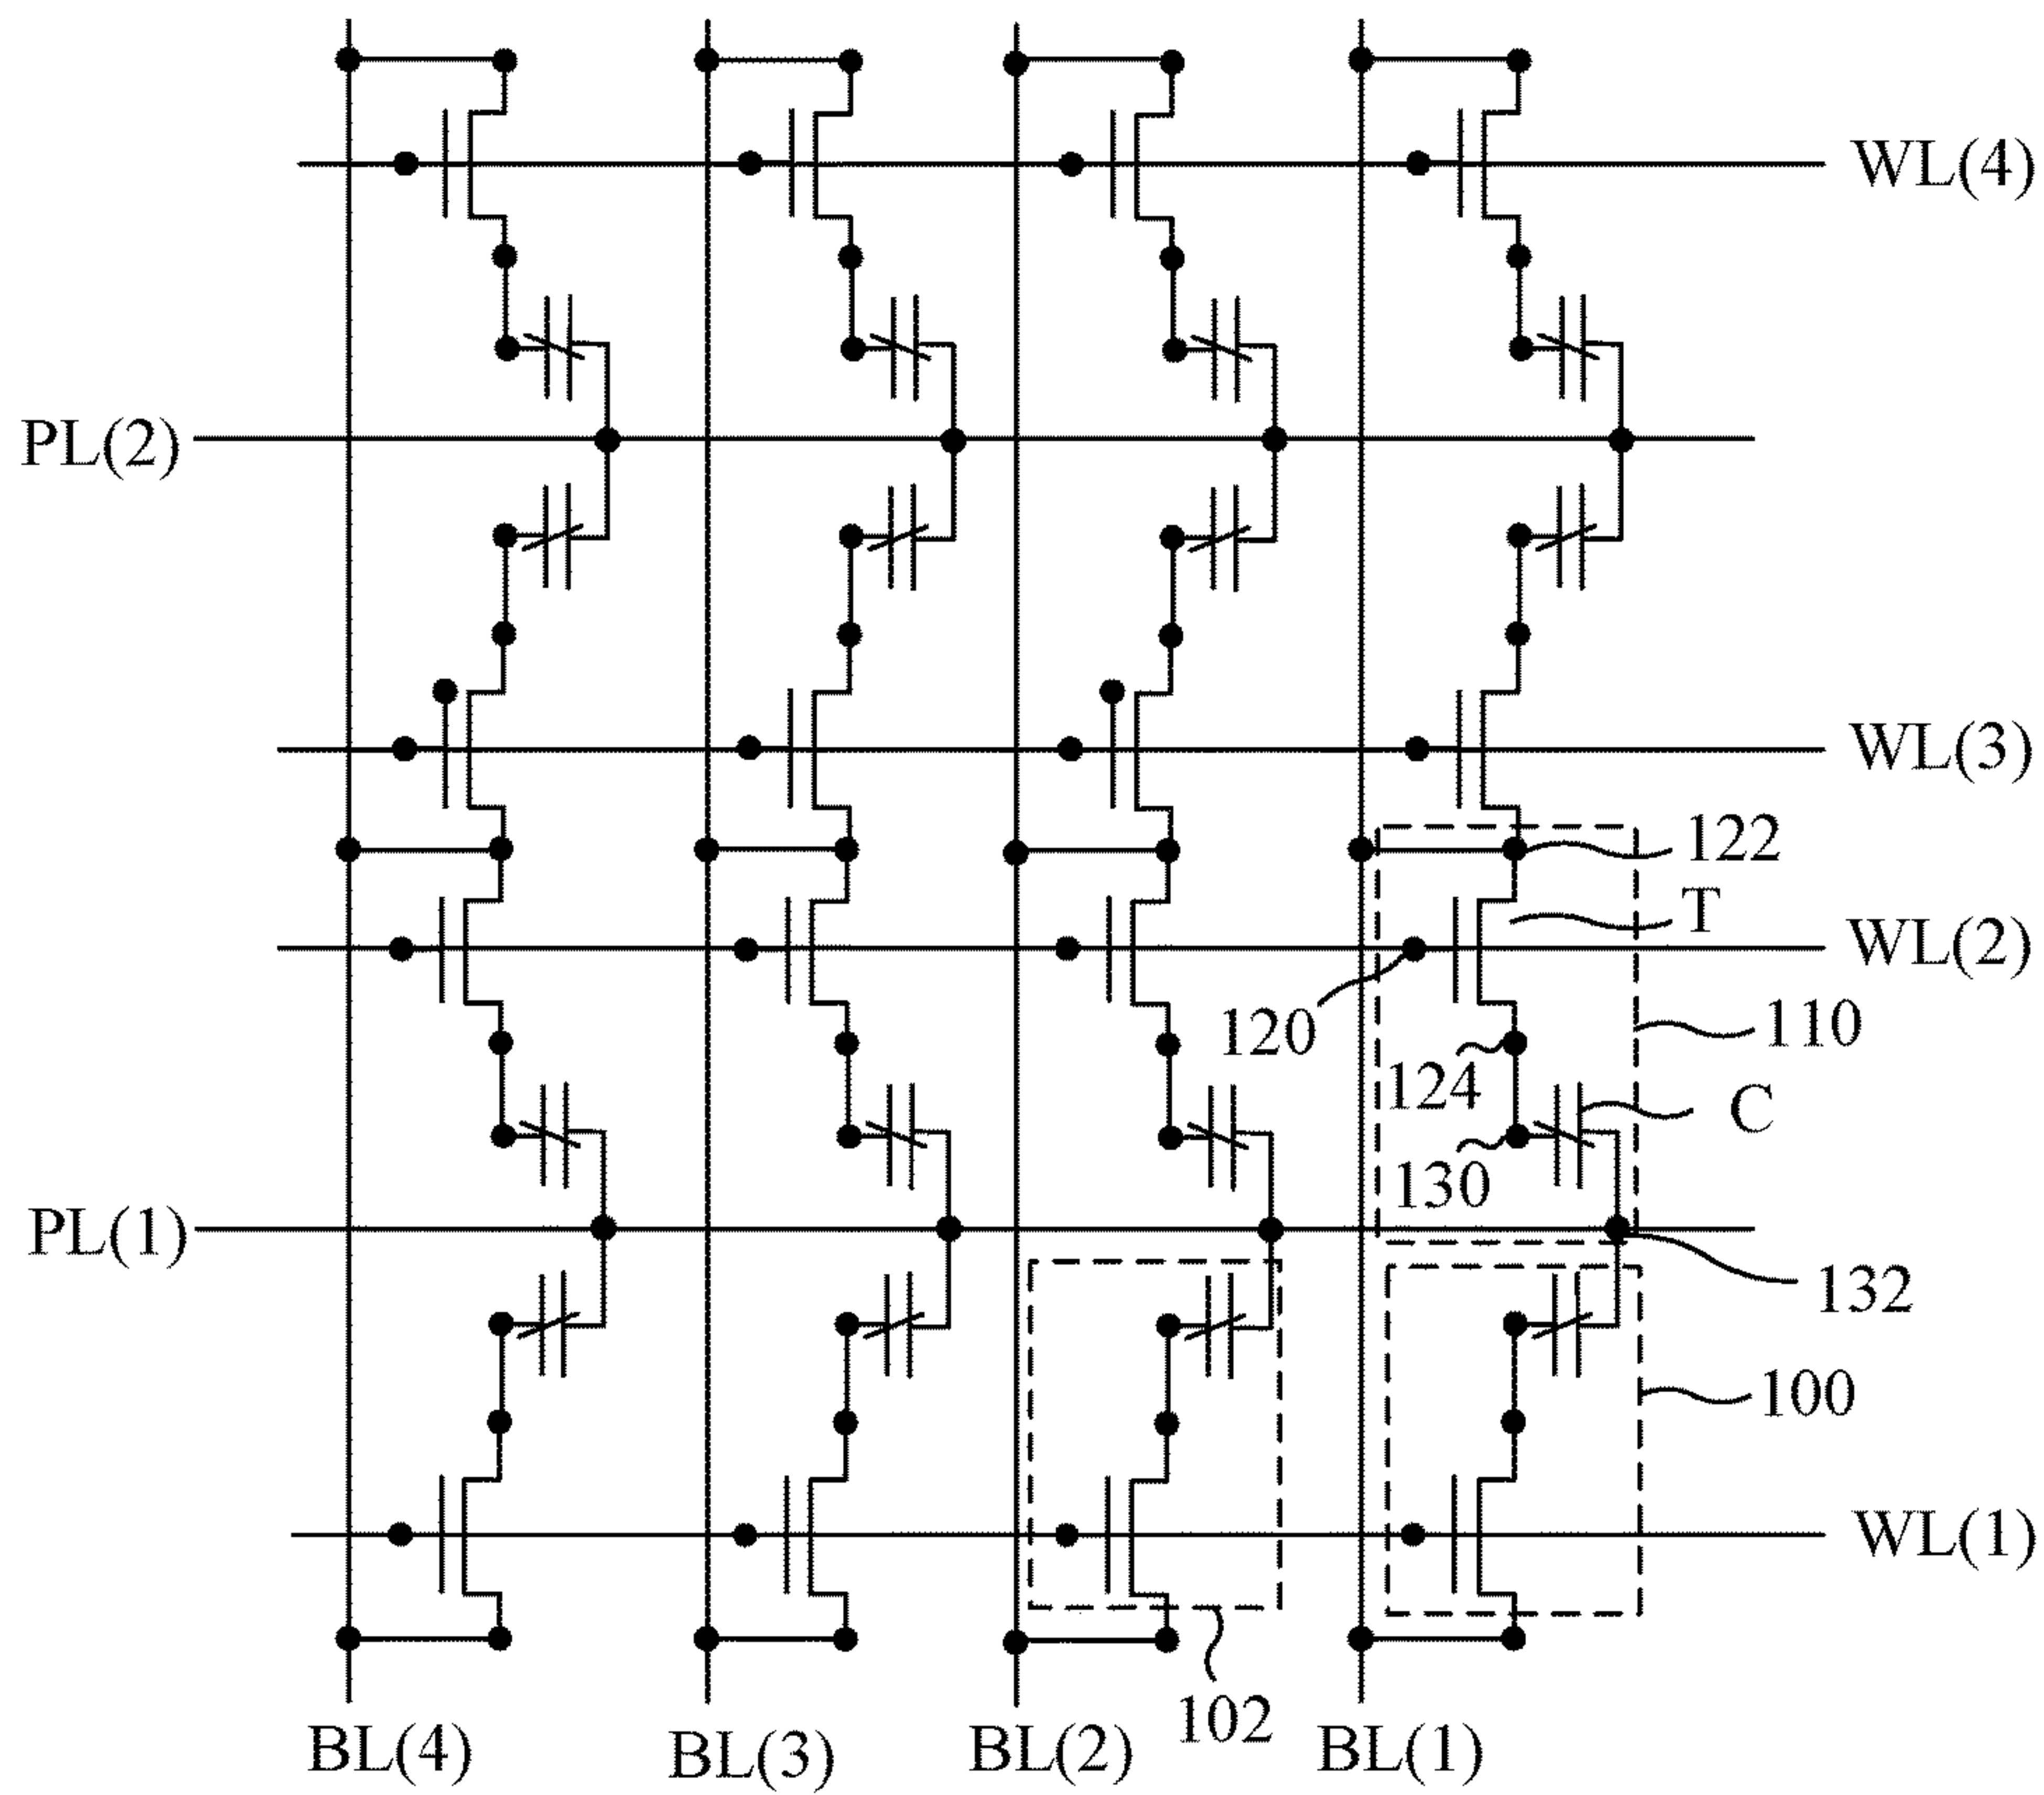 WL(4)
PL(2)
WL(3)
122
T
WL(2)
120
110
124
C
130
PL(1)
132
100
WL(1)
102
BL(4)
BL(3)
BL(2)
BL(1)